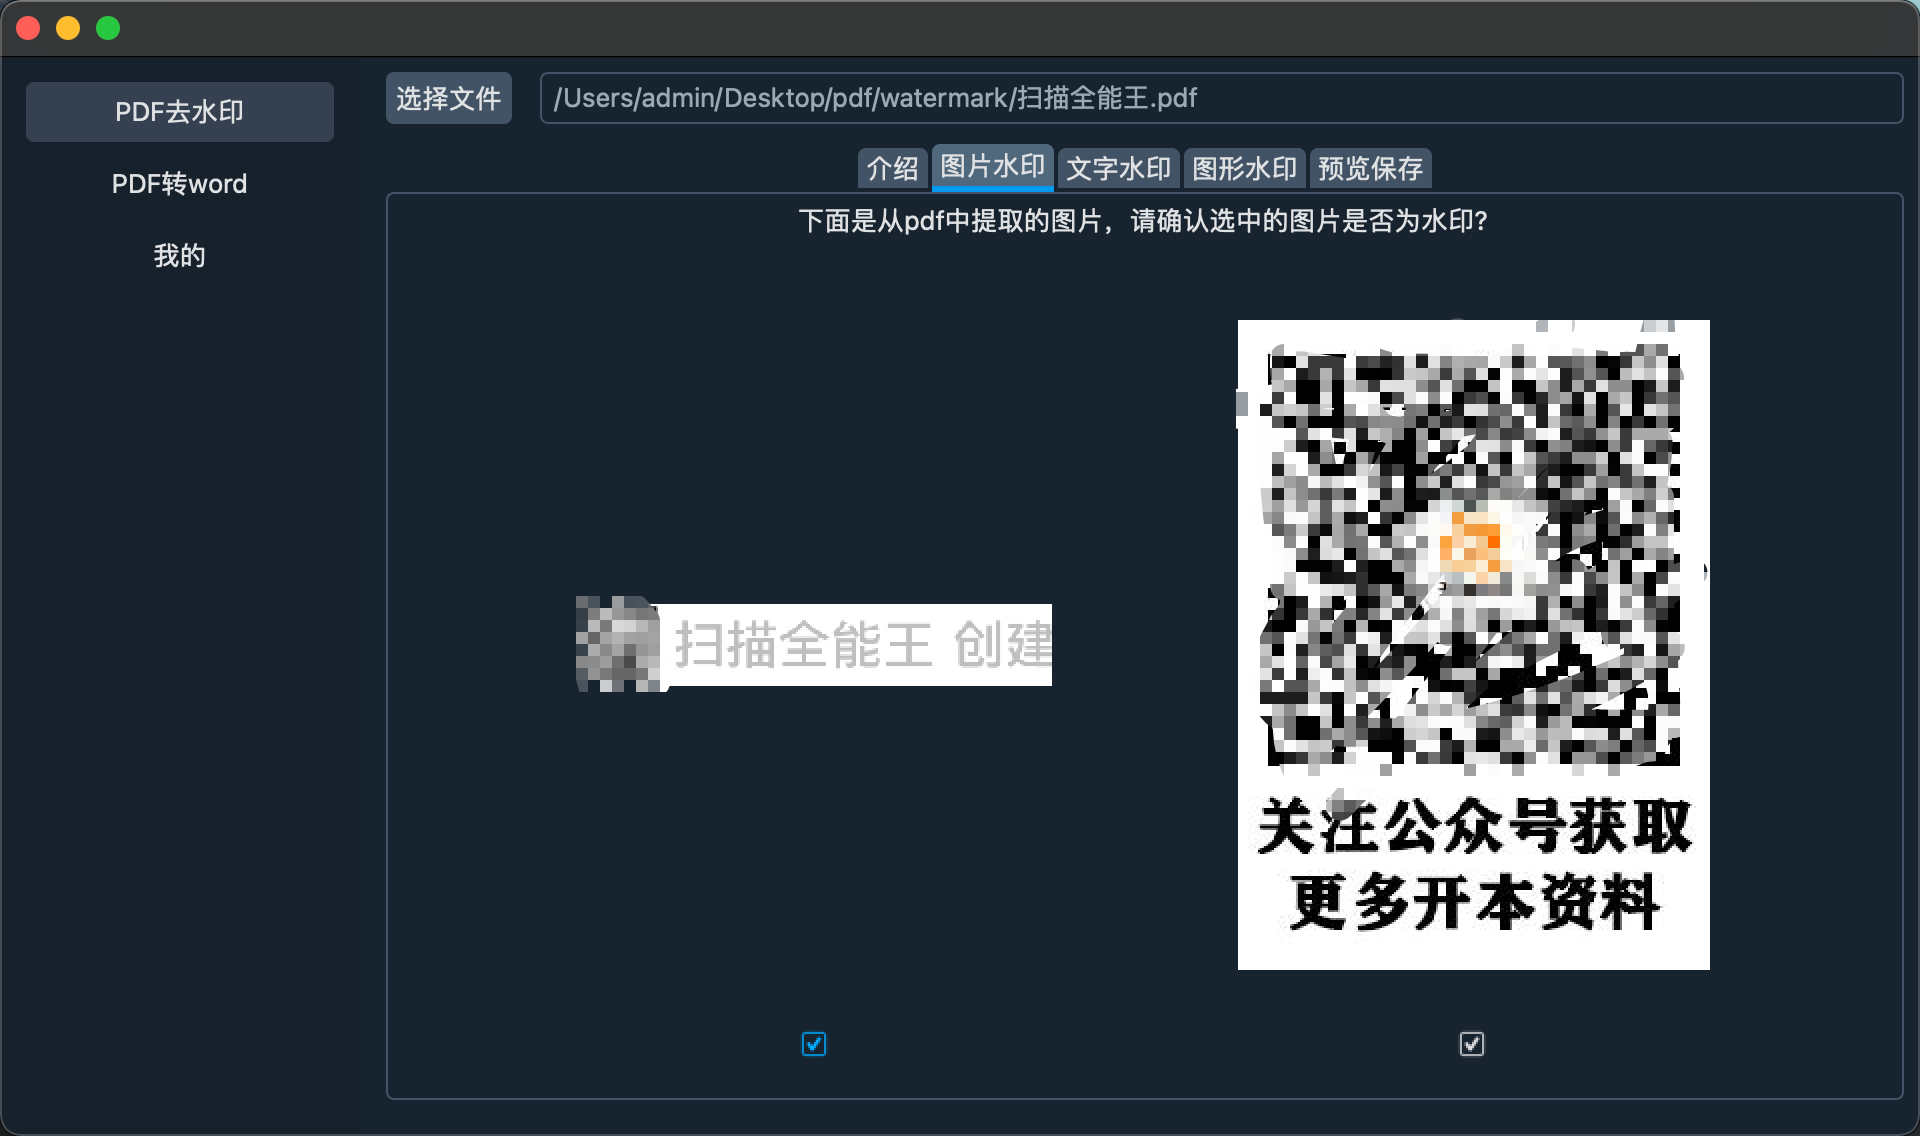 PDF去水印
PDF转word
我的
选择文件
/Users/admin/Desktop/pdf/watermark/扫描全能王.pdf
介绍
图片水印
文字水印
图形水印
预览保存
下面是从pdf中提取的图片，请确认选中的图片是否为水印?
扫描全能王 创建
关注公众号获取
更多开本资料